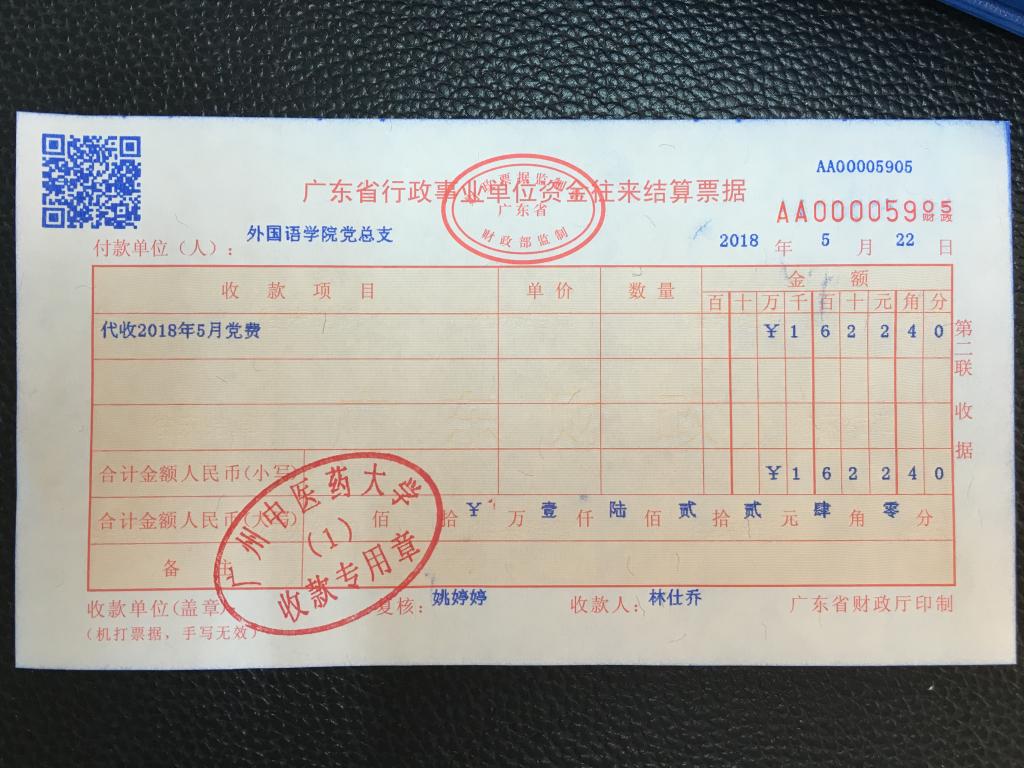 AA00005905
广东省行政事业单位资金往来结算票据
票据监制
广东省
财政部监制
AA00005905
财政
付款单位（人）：外国语学院党总支
2018 年 5 月 22 日
收款项目 单价 数量 金额
百 十 万 千 百 十 元 角 分
代收2018年5月党费 ¥ 1 6 2 2 4 0
第二联 收据
合计金额人民币(小写) ¥ 1 6 2 2 4 0
合计金额人民币(大写) 佰 拾 ¥ 万 壹 仟 陆 佰 贰 拾 贰 元 肆 角 零 分
备注
广州中医药大学
(1)
收款专用章
收款单位(盖章) 复核：姚婷婷 收款人：林仕乔 广东省财政厅印制
(机打票据，手写无效)